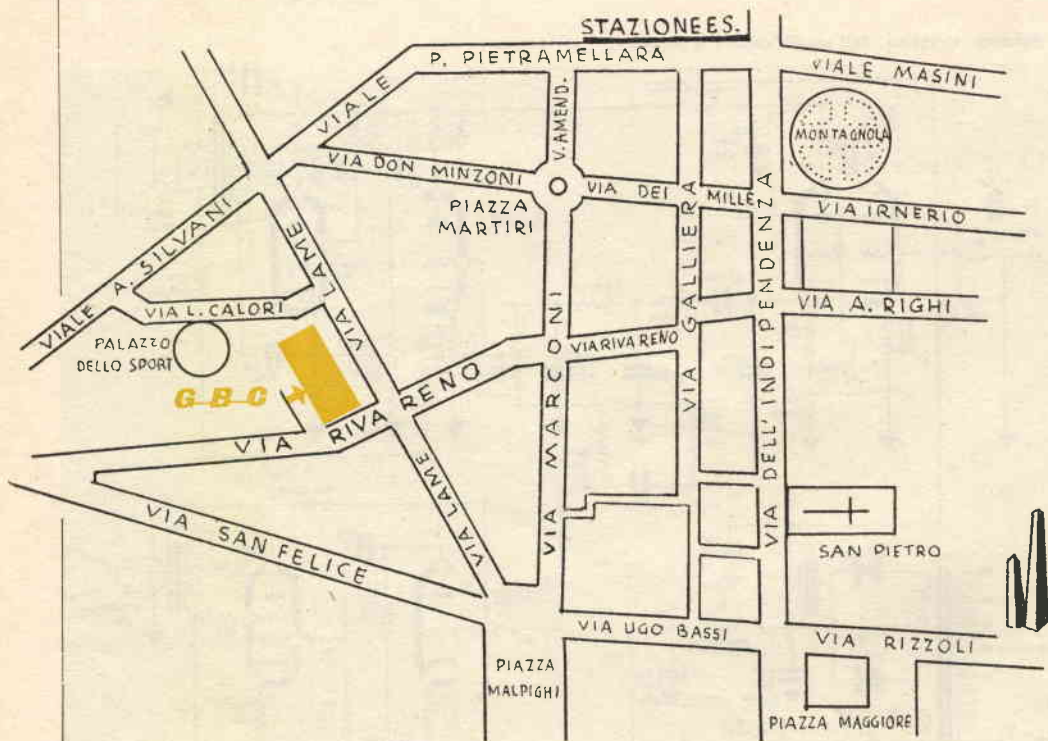 STAZIONE ES.
P. PIETRAMELLARA
VIALE
VIALE MASINI
V. AMEND.
MONTAGNOLA
VIA DON MINZONI
PIAZZA
MARTIRI
VIA DEI MILLE
VIA IRNERIO
VIALE A. SILVANI
VIA LAME
VIA GALLIERA
VIA DELL'INDIPENDENZA
VIA L. CALORI
VIA A. RIGHI
PALAZZO
DELLO SPORT
VIA RIVA RENO
VIA MARCONI
GBC
VIA RIVA RENO
VIA LAME
VIA SAN FELICE
SAN PIETRO
VIA UGO BASSI
VIA RIZZOLI
PIAZZA
MALPIGHI
PIAZZA MAGGIORE